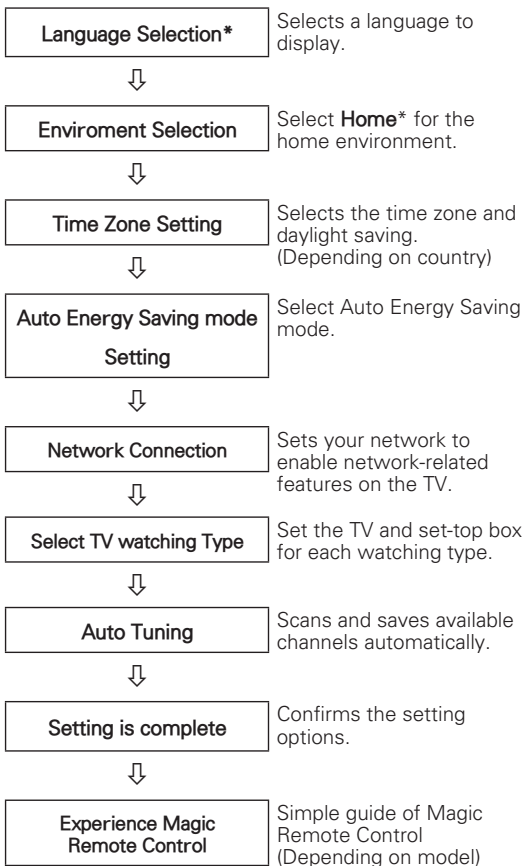 Language Selection*
Selects a language to
display.
⇩
Enviroment Selection
Select Home* for the
home environment.
⇩
Time Zone Setting
Selects the time zone and
daylight saving.
(Depending on country)
⇩
Auto Energy Saving mode
Setting
Select Auto Energy Saving
mode.
⇩
Network Connection
Sets your network to
enable network-related
features on the TV.
⇩
Select TV watching Type
Set the TV and set-top box
for each watching type.
⇩
Auto Tuning
Scans and saves available
channels automatically.
⇩
Setting is complete
Confirms the setting
options.
⇩
Experience Magic
Remote Control
Simple guide of Magic
Remote Control
(Depending on model)